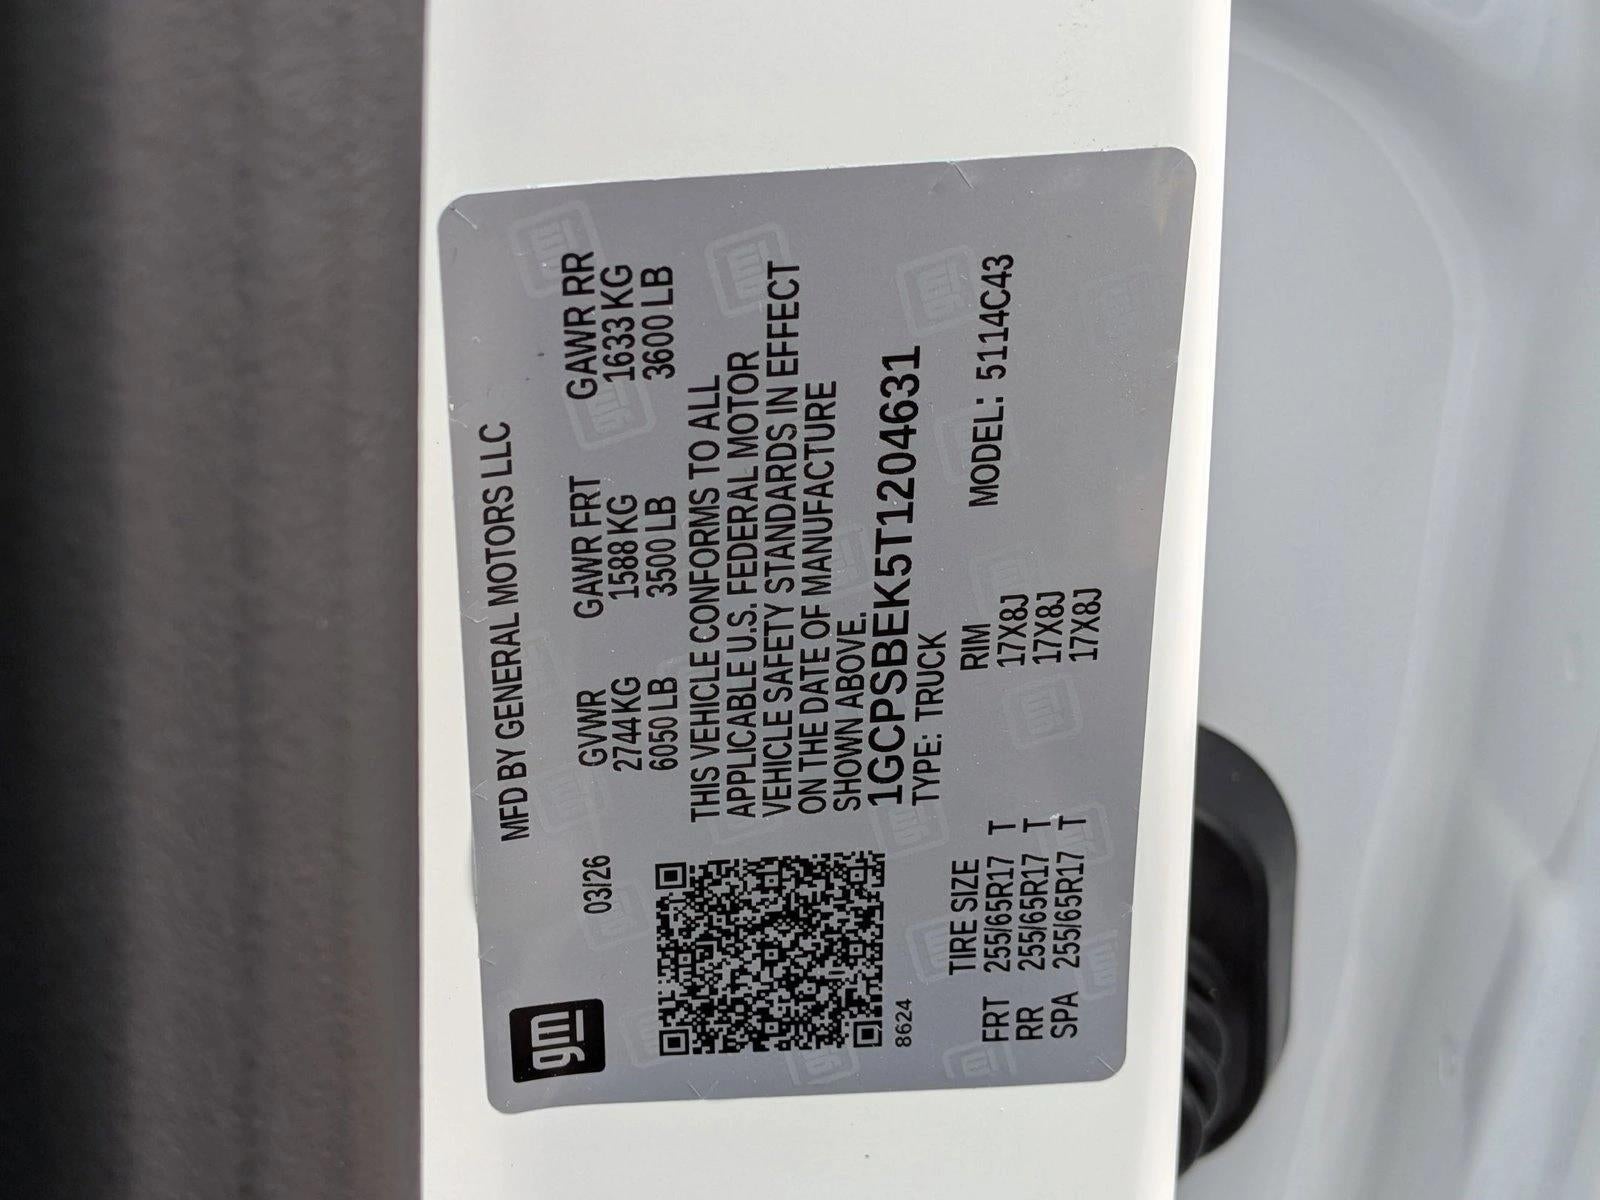 gm
MFD BY GENERAL MOTORS LLC
03/26
GVWR GAWR FRT GAWR RR
2744 KG 1588 KG 1633 KG
6050 LB 3500 LB 3600 LB
THIS VEHICLE CONFORMS TO ALL
APPLICABLE U.S. FEDERAL MOTOR
VEHICLE SAFETY STANDARDS IN EFFECT
ON THE DATE OF MANUFACTURE
SHOWN ABOVE.
1GCPSBEK5T1204631
8624
TYPE: TRUCK
TIRE SIZE RIM MODEL: 5114C43
FRT 255/65R17 T 17X8J
RR 255/65R17 T 17X8J
SPA 255/65R17 T 17X8J